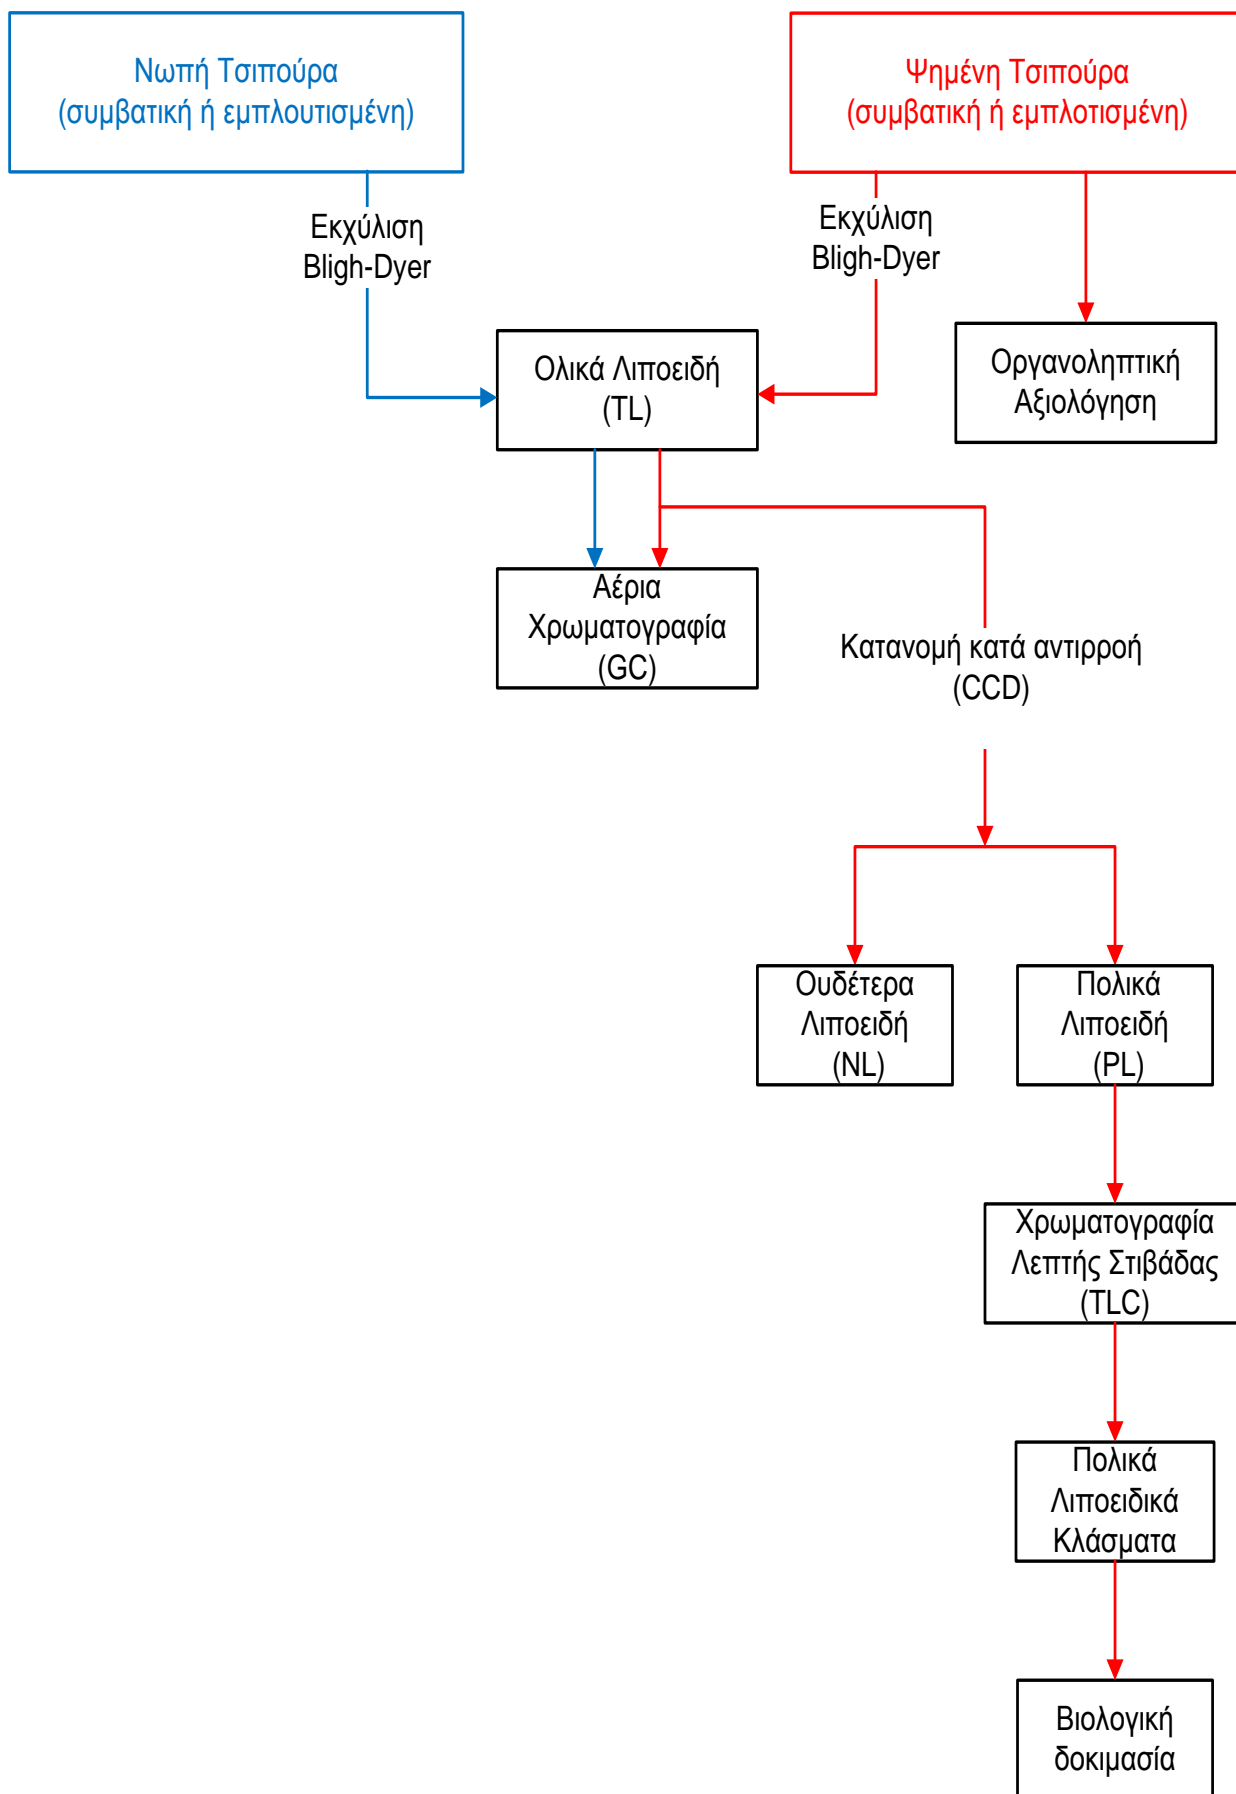 Νωπή Τσιπούρα
(συμβατική ή εμπλουτισμένη)
Ψημένη Τσιπούρα
(συμβατική ή εμπλοτισμένη)
Εκχύλιση
Bligh-Dyer
Εκχύλιση
Bligh-Dyer
Ολικά Λιποειδή
(TL)
Οργανοληπτική
Αξιολόγηση
Αέρια
Χρωματογραφία
(GC)
Κατανομή κατά αντιρροή
(CCD)
Ουδέτερα
Λιποειδή
(NL)
Πολικά
Λιποειδή
(PL)
Χρωματογραφία
Λεπτής Στιβάδας
(TLC)
Πολικά
Λιποειδικά
Κλάσματα
Βιολογική
δοκιμασία